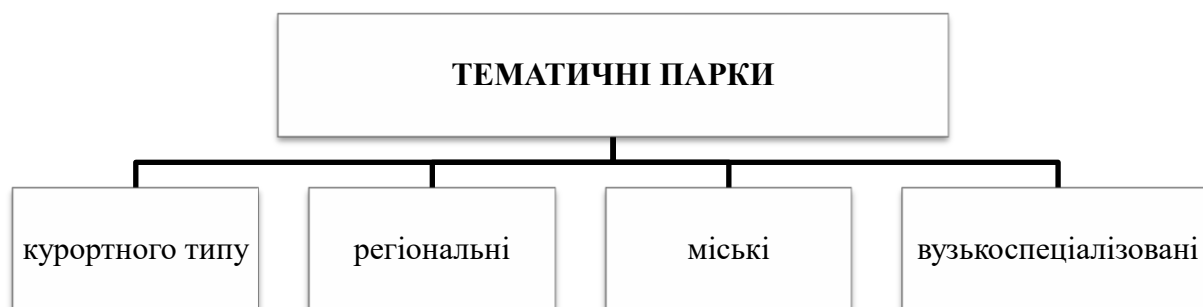 ТЕМАТИЧНІ ПАРКИ
курортного типу
регіональні
міські
вузькоспеціалізовані